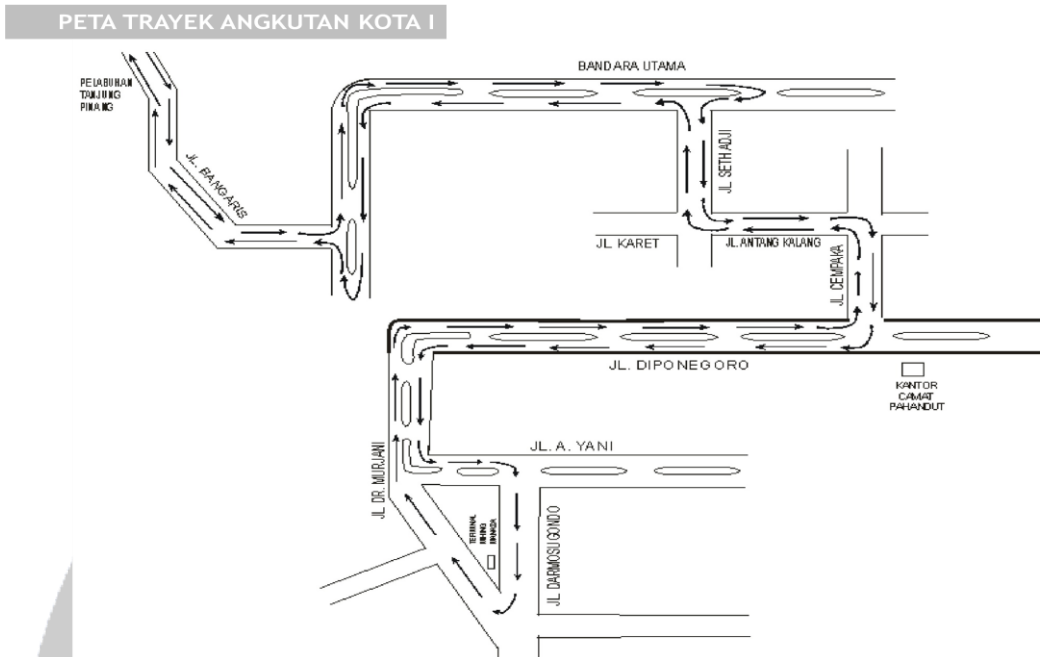 PETA TRAYEK ANGKUTAN KOTA I
BANDARA UTAMA
PELABUHAN
TANJUNG
PINANG
JL. BANGARIS
JL SETH ADJI
JL. KARET
JL. ANTANG KALANG
JL CEMPAKA
JL. DIPONEGORO
KANTOR
CAMAT
PAHANDUT
JL DR. MURJANI
JL. A. YANI
TERMINAL
JL DARMOSUGONDO